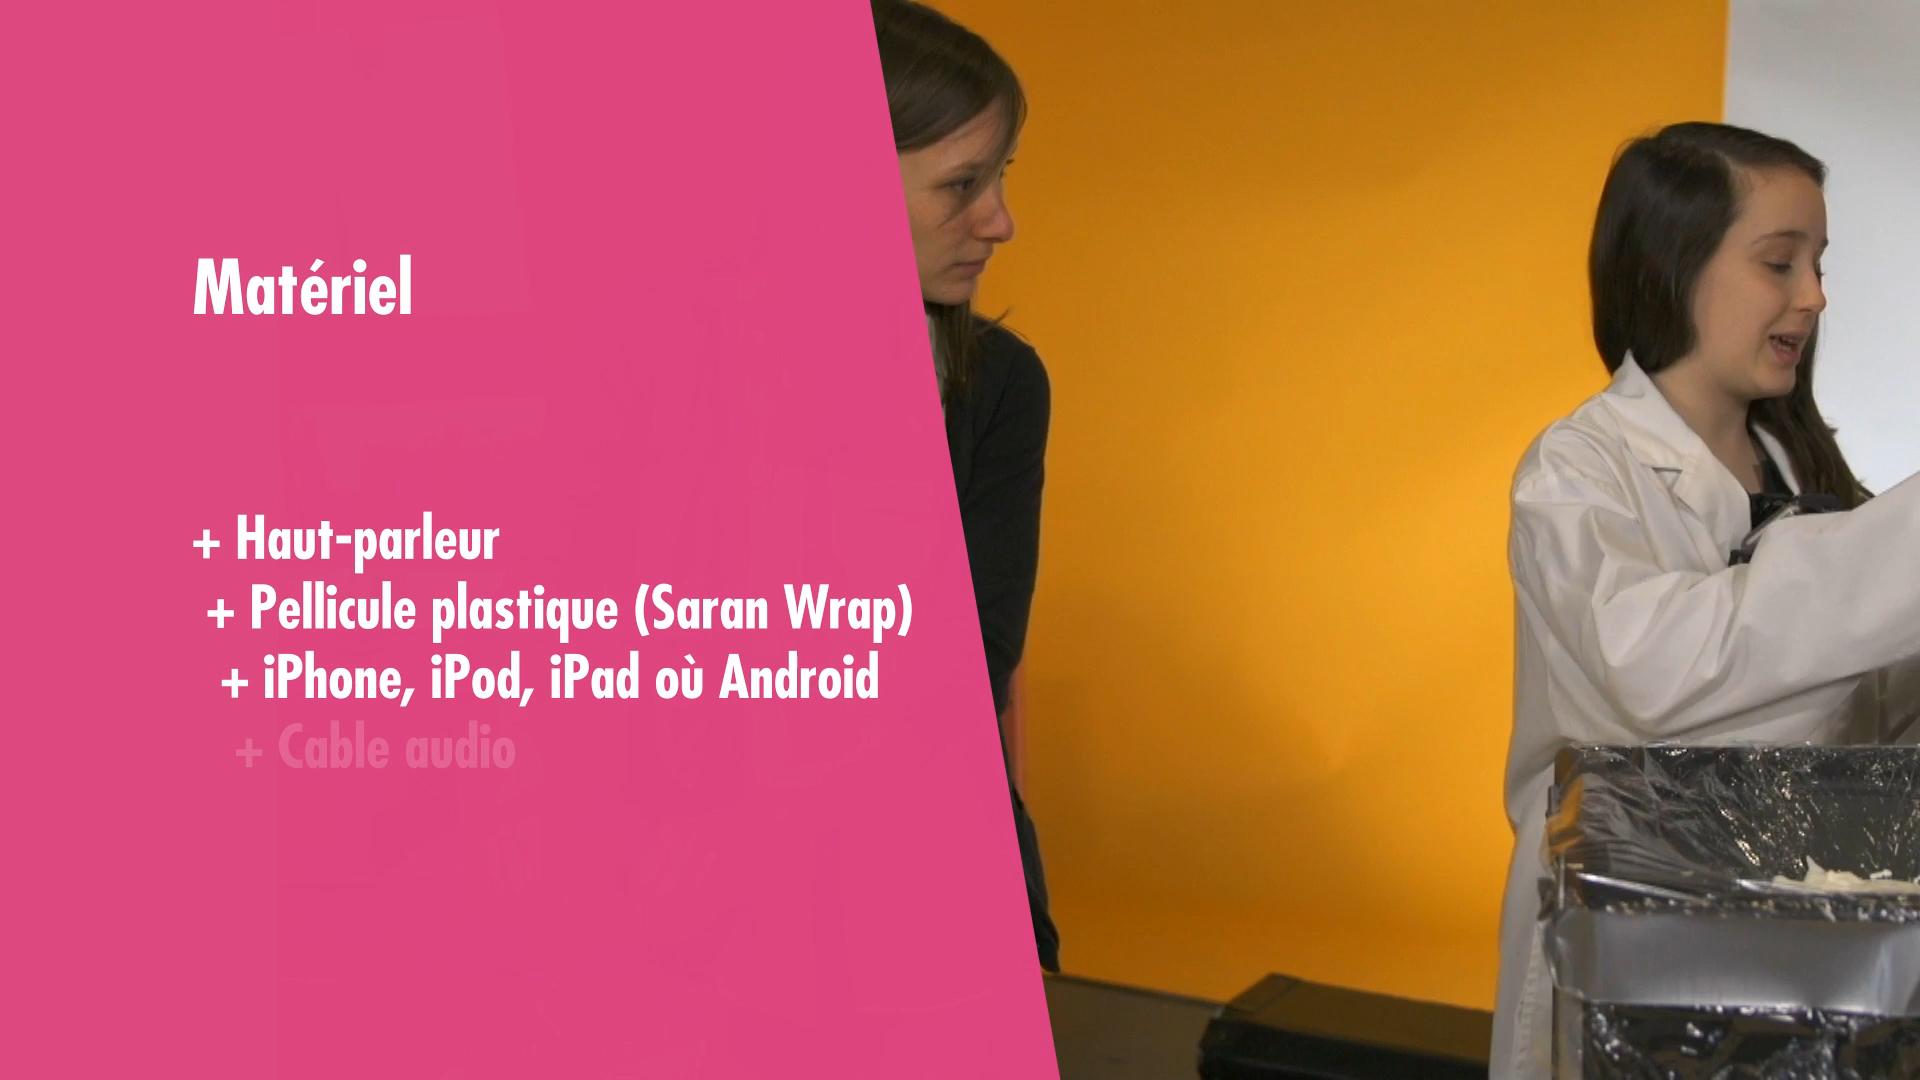 Matériel
+ Haut-parleur
+ Pellicule plastique (Saran Wrap)
+ iPhone, iPod, iPad où Android
+ Cable audio